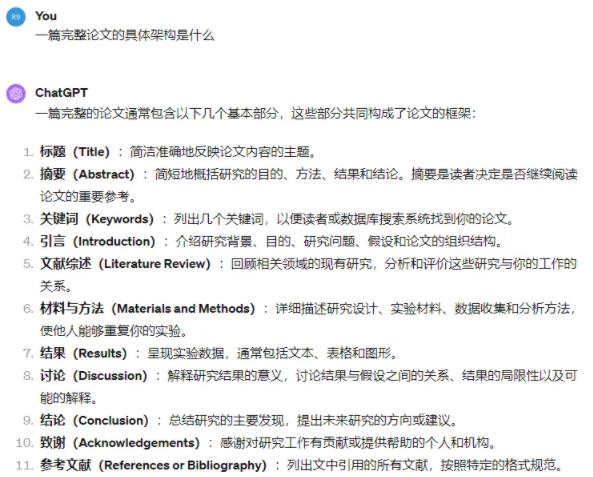 R9 You
一篇完整论文的具体架构是什么
ChatGPT
一篇完整的论文通常包含以下几个基本部分，这些部分共同构成了论文的框架：
1. 标题（Title）：简洁准确地反映论文内容的主题。
2. 摘要（Abstract）：简短地概括研究的目的、方法、结果和结论。摘要是读者决定是否继续阅读
论文的重要参考。
3. 关键词（Keywords）：列出几个关键词，以便读者或数据库搜索系统找到你的论文。
4. 引言（Introduction）：介绍研究背景、目的、研究问题、假设和论文的组织结构。
5. 文献综述（Literature Review）：回顾相关领域的现有研究，分析和评价这些研究与你的工作的
关系。
6. 材料与方法（Materials and Methods）：详细描述研究设计、实验材料、数据收集和分析方法，
使他人能够重复你的实验。
7. 结果（Results）：呈现实验数据，通常包括文本、表格和图形。
8. 讨论（Discussion）：解释研究结果的意义，讨论结果与假设之间的关系、结果的局限性以及可
能的解释。
9. 结论（Conclusion）：总结研究的主要发现，提出未来研究的方向或建议。
10. 致谢（Acknowledgements）：感谢对研究工作有贡献或提供帮助的个人和机构。
11. 参考文献（References or Bibliography）：列出文中引用的所有文献，按照特定的格式规范。